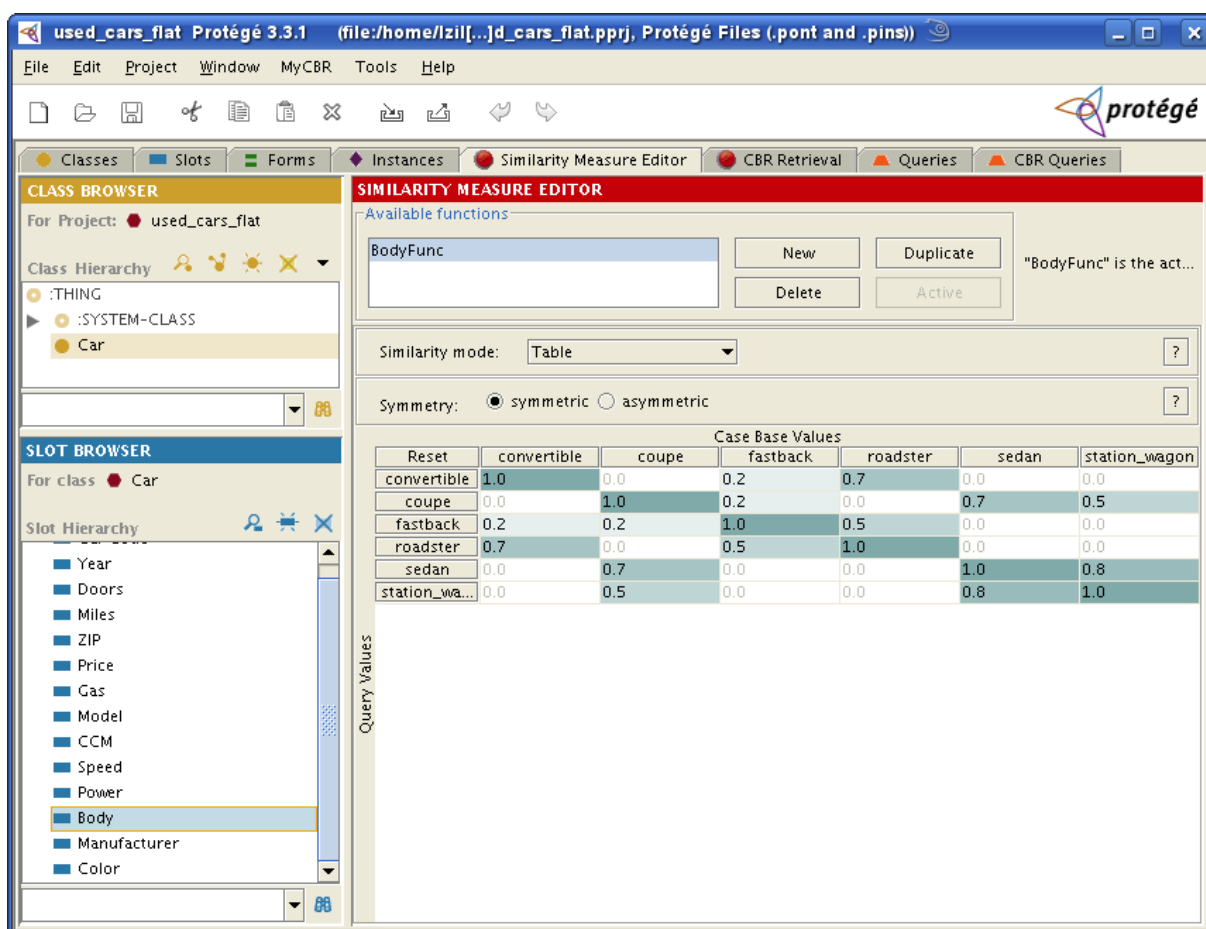 used_cars_flat Protégé 3.3.1 (file:/home/lzil[...]d_cars_flat.pprj, Protégé Files (.pont and .pins))
File Edit Project Window MyCBR Tools Help
protégé
Classes Slots Forms Instances Similarity Measure Editor CBR Retrieval Queries CBR Queries
CLASS BROWSER
For Project: used_cars_flat
Class Hierarchy
:THING
:SYSTEM-CLASS
Car
SLOT BROWSER
For class Car
Slot Hierarchy
Year
Doors
Miles
ZIP
Price
Gas
Model
CCM
Speed
Power
Body
Manufacturer
Color
SIMILARITY MEASURE EDITOR
Available functions
BodyFunc
New Duplicate
Delete Active
"BodyFunc" is the act...
Similarity mode: Table ?
Symmetry: symmetric asymmetric ?
Case Base Values
Reset convertible coupe fastback roadster sedan station_wagon
convertible 1.0 0.0 0.2 0.7 0.0 0.0
coupe 0.0 1.0 0.2 0.0 0.7 0.5
fastback 0.2 0.2 1.0 0.5 0.0 0.0
roadster 0.7 0.0 0.5 1.0 0.0 0.0
sedan 0.0 0.7 0.0 0.0 1.0 0.8
station_wa... 0.0 0.5 0.0 0.0 0.8 1.0
Query Values